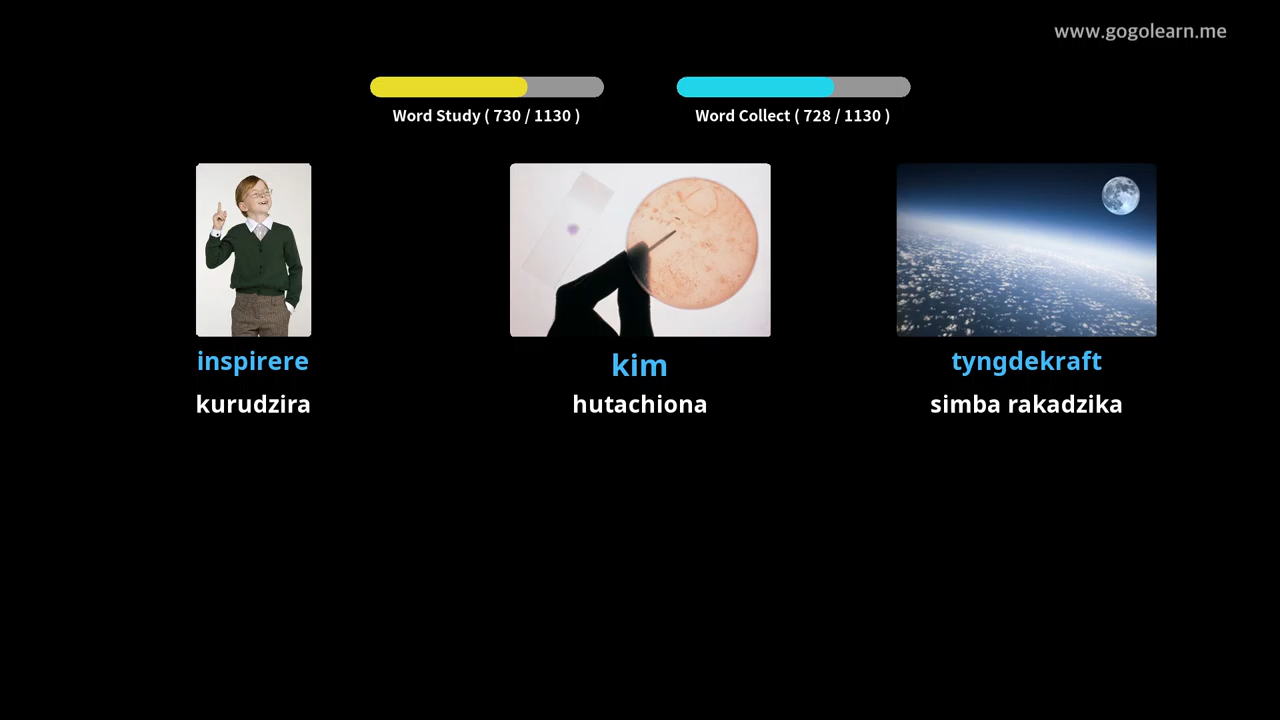 www.gogolearn.me
Word Study ( 730 / 1130 )
Word Collect ( 728 / 1130 )
inspirere
kurudzira
kim
hutachiona
tyngdekraft
simba rakadzika